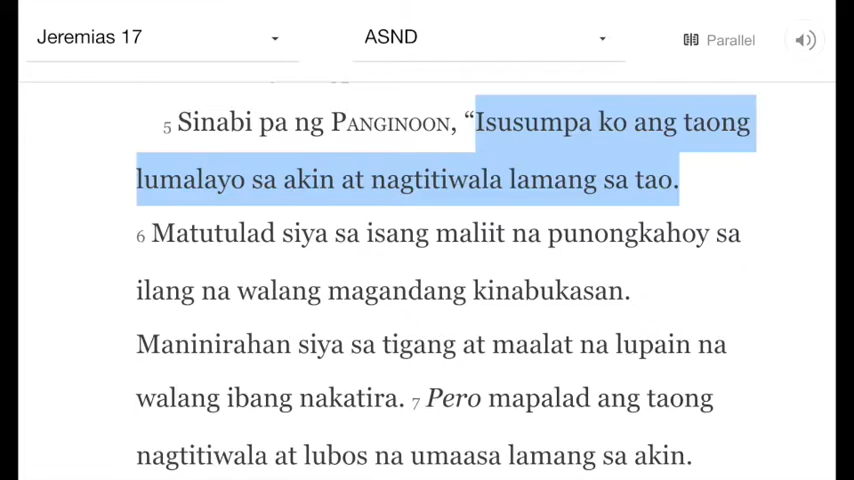 Jeremias 17 ASND Parallel
5 Sinabi pa ng PANGINOON, “Isusumpa ko ang taong
lumalayo sa akin at nagtitiwala lamang sa tao.
6 Matutulad siya sa isang maliit na punongkahoy sa
ilang na walang magandang kinabukasan.
Maninirahan siya sa tigang at maalat na lupain na
walang ibang nakatira. 7 Pero mapalad ang taong
nagtitiwala at lubos na umaasa lamang sa akin.